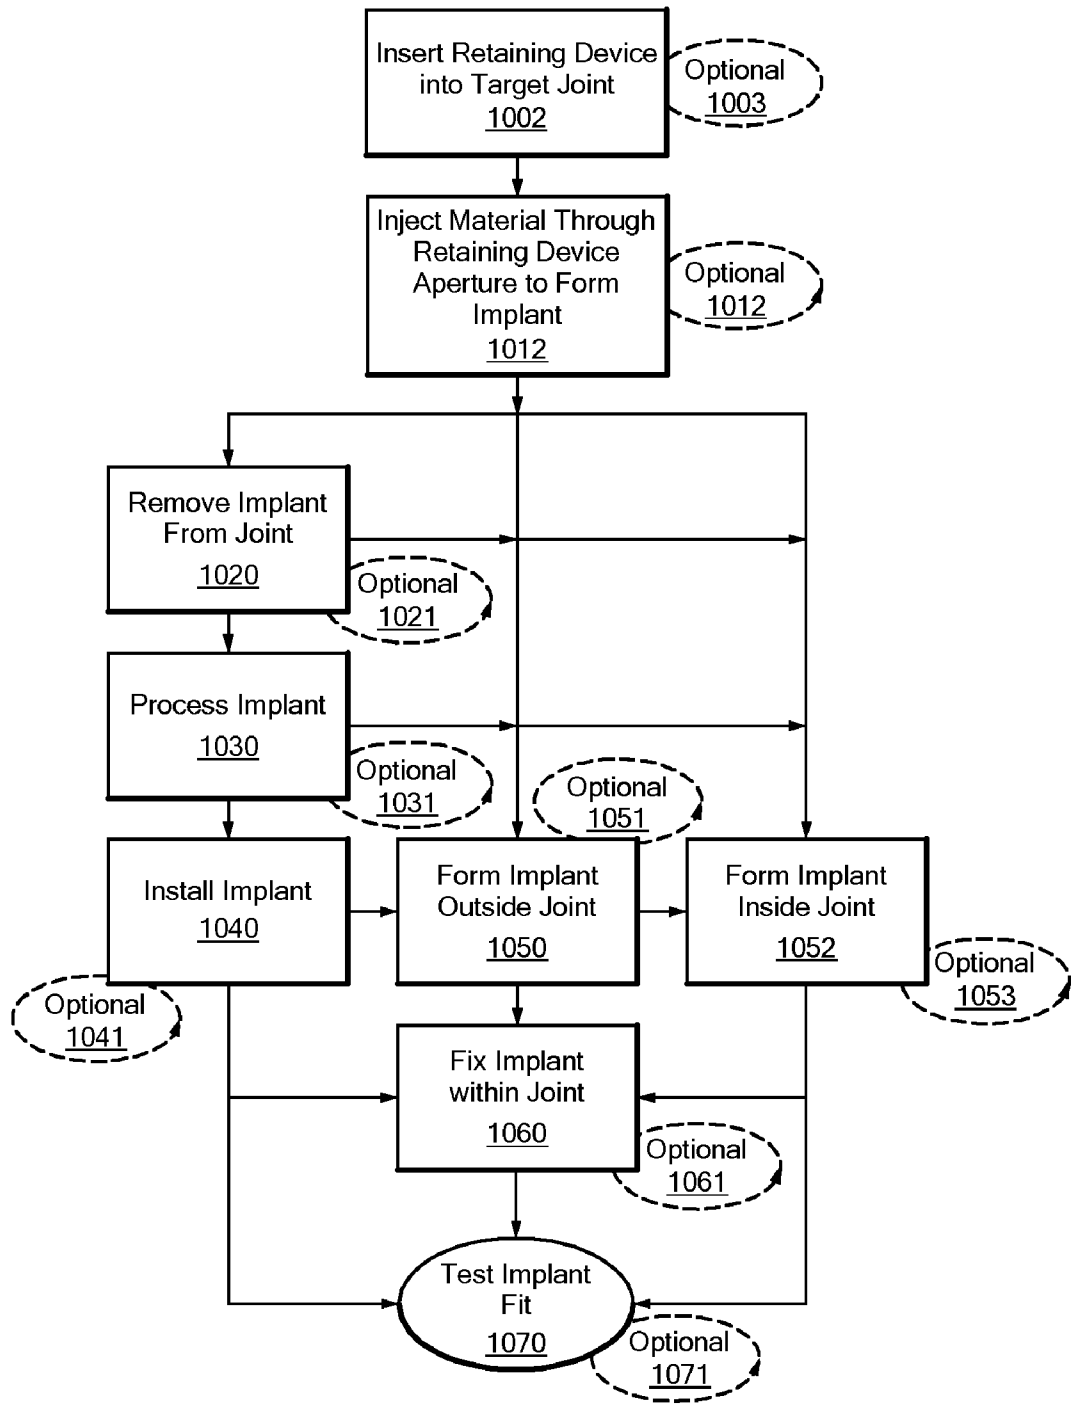 Insert Retaining Device
into Target Joint
1002
Optional
1003
Inject Material Through
Retaining Device
Aperture to Form
Implant
1012
Optional
1012
Remove Implant
From Joint
1020
Optional
1021
Process Implant
1030
Optional
1031
Optional
1051
Install Implant
1040
Form Implant
Outside Joint
1050
Form Implant
Inside Joint
1052
Optional
1041
Optional
1053
Fix Implant
within Joint
1060
Optional
1061
Test Implant
Fit
1070
Optional
1071